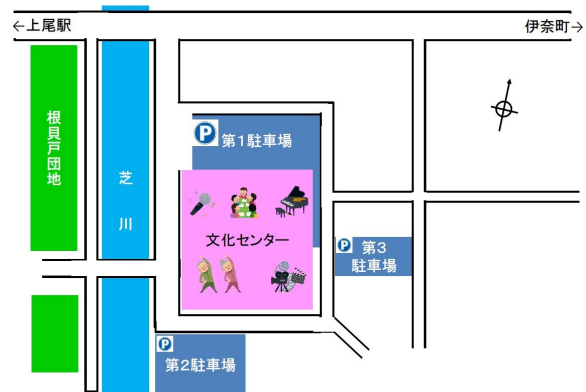 ←上尾駅
伊奈町→
根貝戸団地
芝川
P 第1駐車場
文化センター
P 第3
駐車場
P
第2駐車場